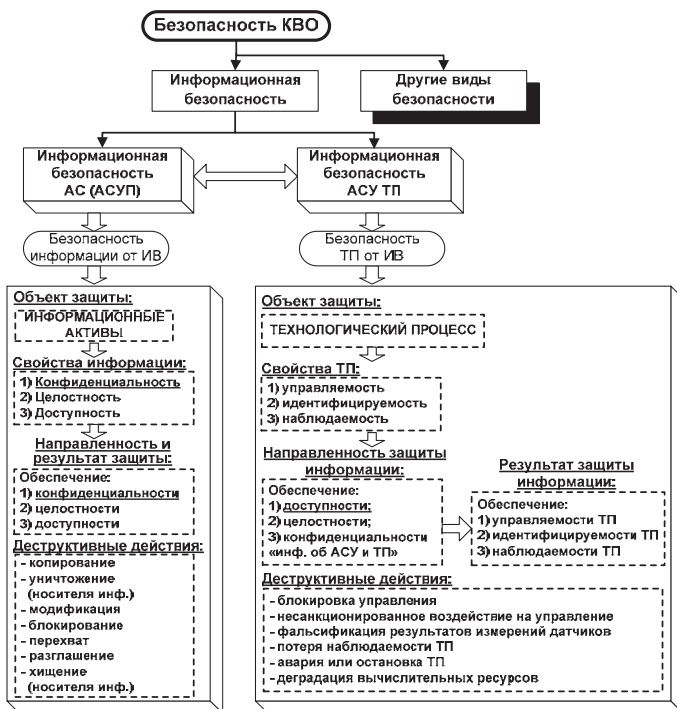 Безопасность КВО
Информационная
безопасность
Другие виды
безопасности
Информационная
безопасность
АС (АСУП)
Информационная
безопасность
АСУ ТП
Безопасность
информации от ИВ
Безопасность
ТП от ИВ
Объект защиты:
ИНФОРМАЦИОННЫЕ
АКТИВЫ
Свойства информации:
1) Конфиденциальность
2) Целостность
3) Доступность
Направленность и
результат защиты:
Обеспечение:
1) конфиденциальности
2) целостности
3) доступности
Деструктивные действия:
- копирование
- уничтожение
(носителя инф.)
- модификация
- блокирование
- перехват
- разглашение
- хищение
(носителя инф.)
Объект защиты:
ТЕХНОЛОГИЧЕСКИЙ ПРОЦЕСС
Свойства ТП:
1) управляемость
2) идентифицируемость
3) наблюдаемость
Направленность защиты
информации:
Обеспечение:
1) доступности;
2) целостности;
3) конфиденциальности
«инф. об АСУ и ТП»
Результат защиты
информации:
Обеспечение:
1) управляемости ТП
2) идентифицируемости ТП
3) наблюдаемости ТП
Деструктивные действия:
- блокировка управления
- несанкционированное воздействие на управление
- фальсификация результатов измерений датчиков
- потеря наблюдаемости ТП
- авария или остановка ТП
- деградация вычислительных ресурсов